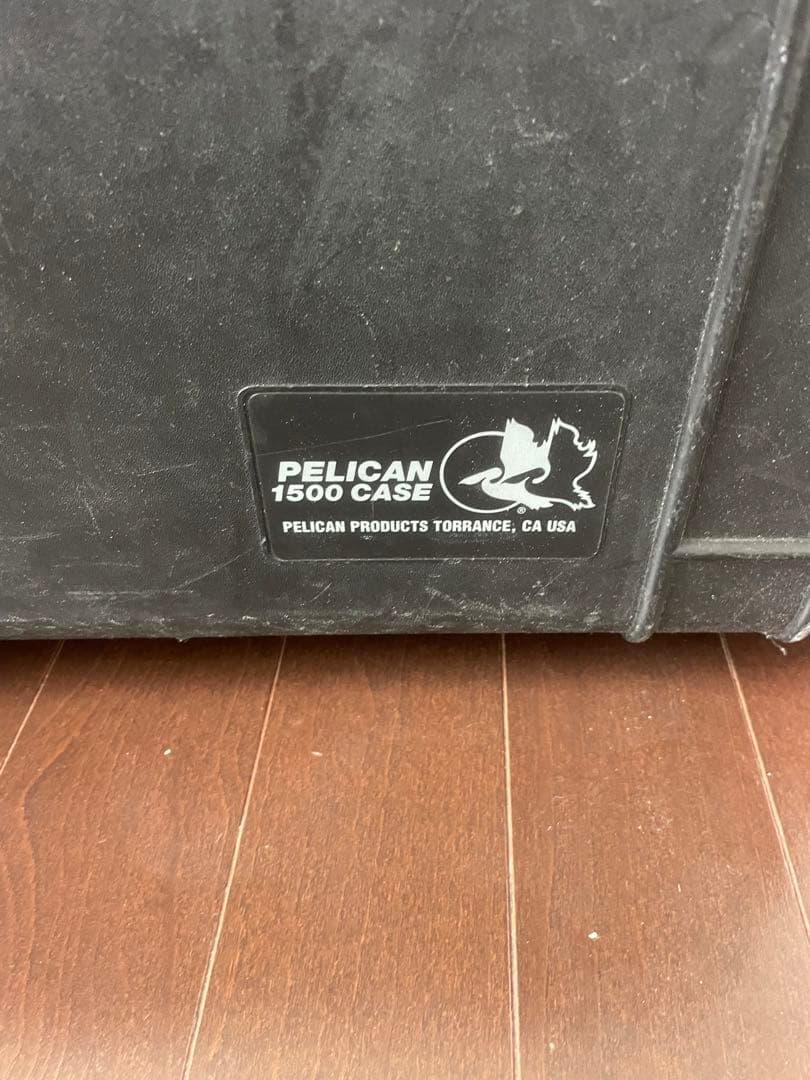 PELICAN
1500 CASE
®
PELICAN PRODUCTS TORRANCE, CA USA